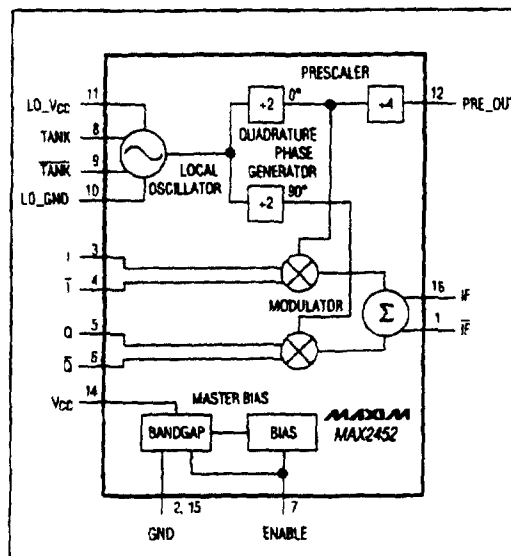 PRESCALER
LO_VCC 11
÷2 0°
÷4
12 PRE_OUT
TANK 8
QUADRATURE
PHASE
GENERATOR
T̅A̅N̅K̅ 9
LOCAL
OSCILLATOR
90°
÷2
LO_GND 10
I 3
I̅ 4
MODULATOR
Σ
16 IF
1 I̅F̅
Q 5
Q̅ 6
VCC 14
MASTER BIAS
BANDGAP
BIAS
MAXIM
MAX2452
2, 15
7
GND
ENABLE